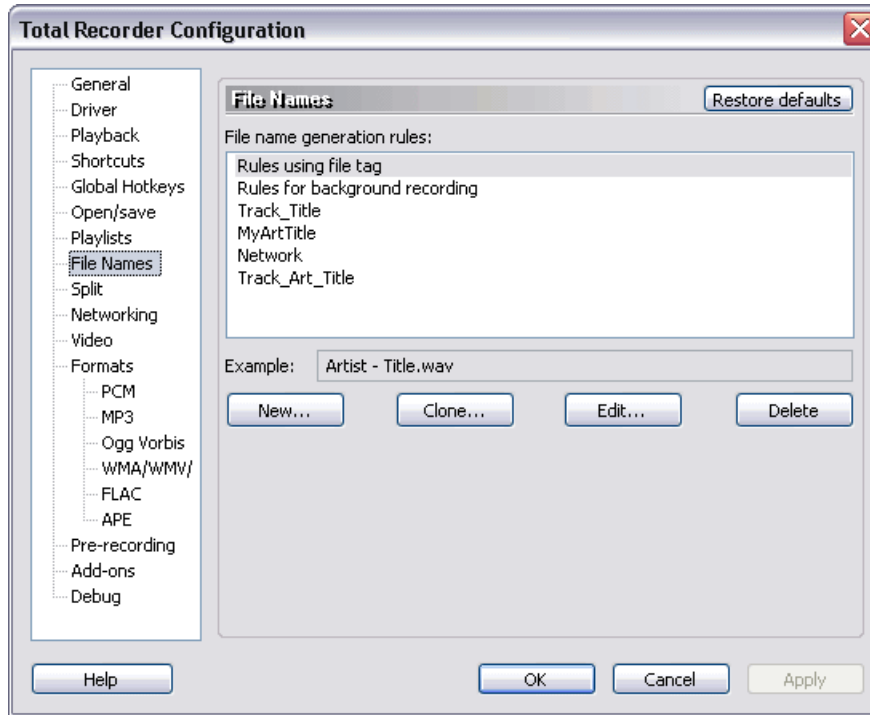 Total Recorder Configuration
General
Driver
Playback
Shortcuts
Global Hotkeys
Open/save
Playlists
File Names
Split
Networking
Video
Formats
PCM
MP3
Ogg Vorbis
WMA/WMV/
FLAC
APE
Pre-recording
Add-ons
Debug
File Names
Restore defaults
File name generation rules:
Rules using file tag
Rules for background recording
Track_Title
MyArtTitle
Network
Track_Art_Title
Example: Artist - Title.wav
New... Clone... Edit... Delete
Help OK Cancel Apply